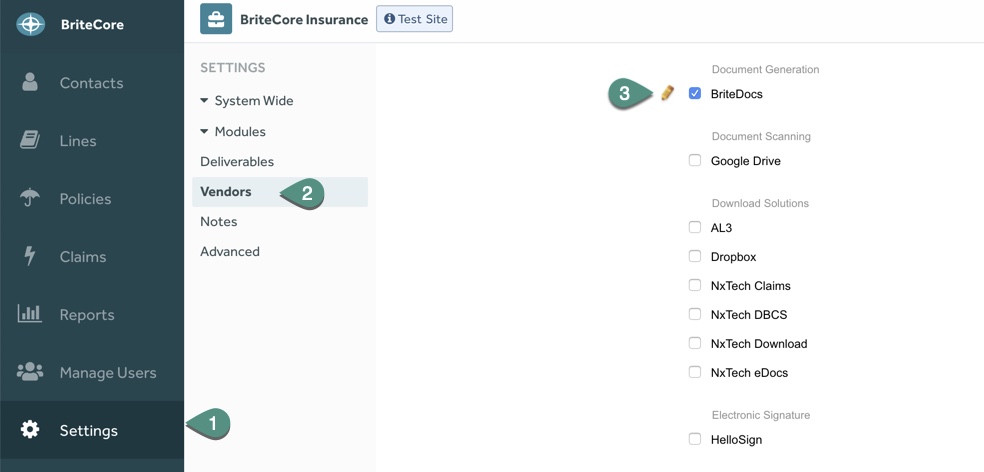 BriteCore
BriteCore Insurance
Test Site
Contacts
Lines
Policies
Claims
Reports
Manage Users
Settings
1
SETTINGS
System Wide
Modules
Deliverables
Vendors
2
Notes
Advanced
Document Generation
3
BriteDocs
Document Scanning
Google Drive
Download Solutions
AL3
Dropbox
NxTech Claims
NxTech DBCS
NxTech Download
NxTech eDocs
Electronic Signature
HelloSign